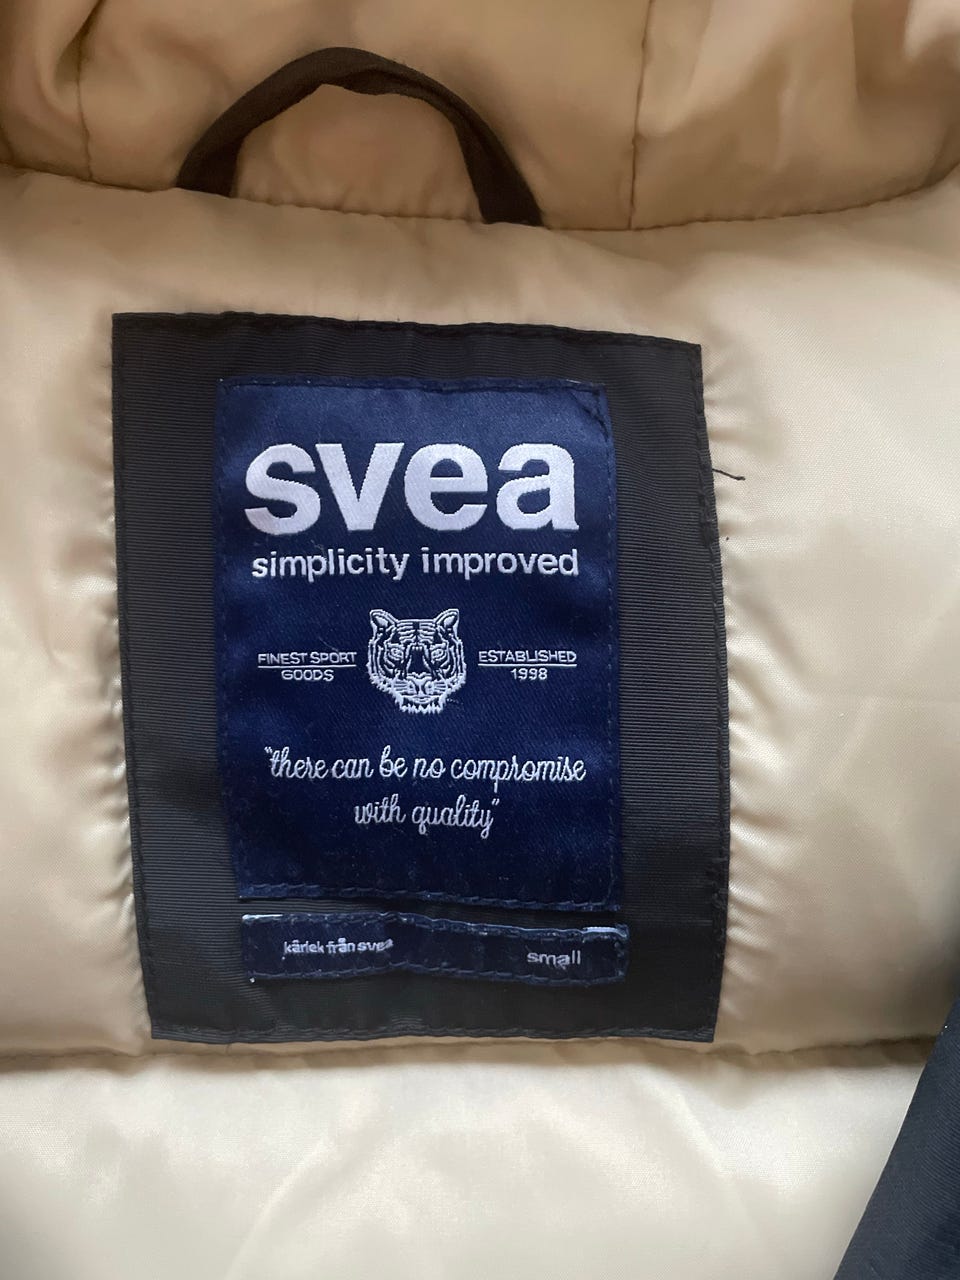 svea
simplicity improved
FINEST SPORT
GOODS
ESTABLISHED
1998
"there can be no compromise
with quality"
kärlek från svea
small